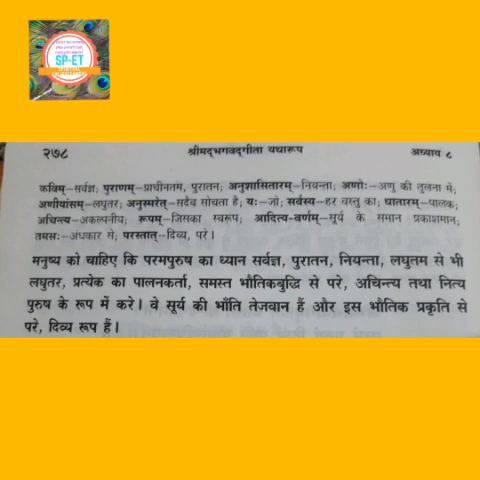 SP-ET
२७८ श्रीमद्भगवद्गीता यथारूप अध्याय ८
कविम्–सर्वज्ञ; पुराणम्–प्राचीनतम, पुरातन; अनुशासितारम्–नियन्ता; अणोः–अणु की तुलना में;
अणीयांसम्–लघुतर; अनुस्मरेत्–सदैव सोचता है; यः–जो; सर्वस्य–हर वस्तु का; धातारम्–पालक;
अचिन्त्य–अकल्पनीय; रूपम्–जिसका स्वरूप; आदित्य-वर्णम्–सूर्य के समान प्रकाशमान;
तमसः–अंधकार से; परस्तात्–दिव्य, परे।
मनुष्य को चाहिए कि परमपुरुष का ध्यान सर्वज्ञ, पुरातन, नियन्ता, लघुतम से भी
लघुतर, प्रत्येक का पालनकर्ता, समस्त भौतिकबुद्धि से परे, अचिन्त्य तथा नित्य
पुरुष के रूप में करे। वे सूर्य की भाँति तेजवान हैं और इस भौतिक प्रकृति से
परे, दिव्य रूप हैं।